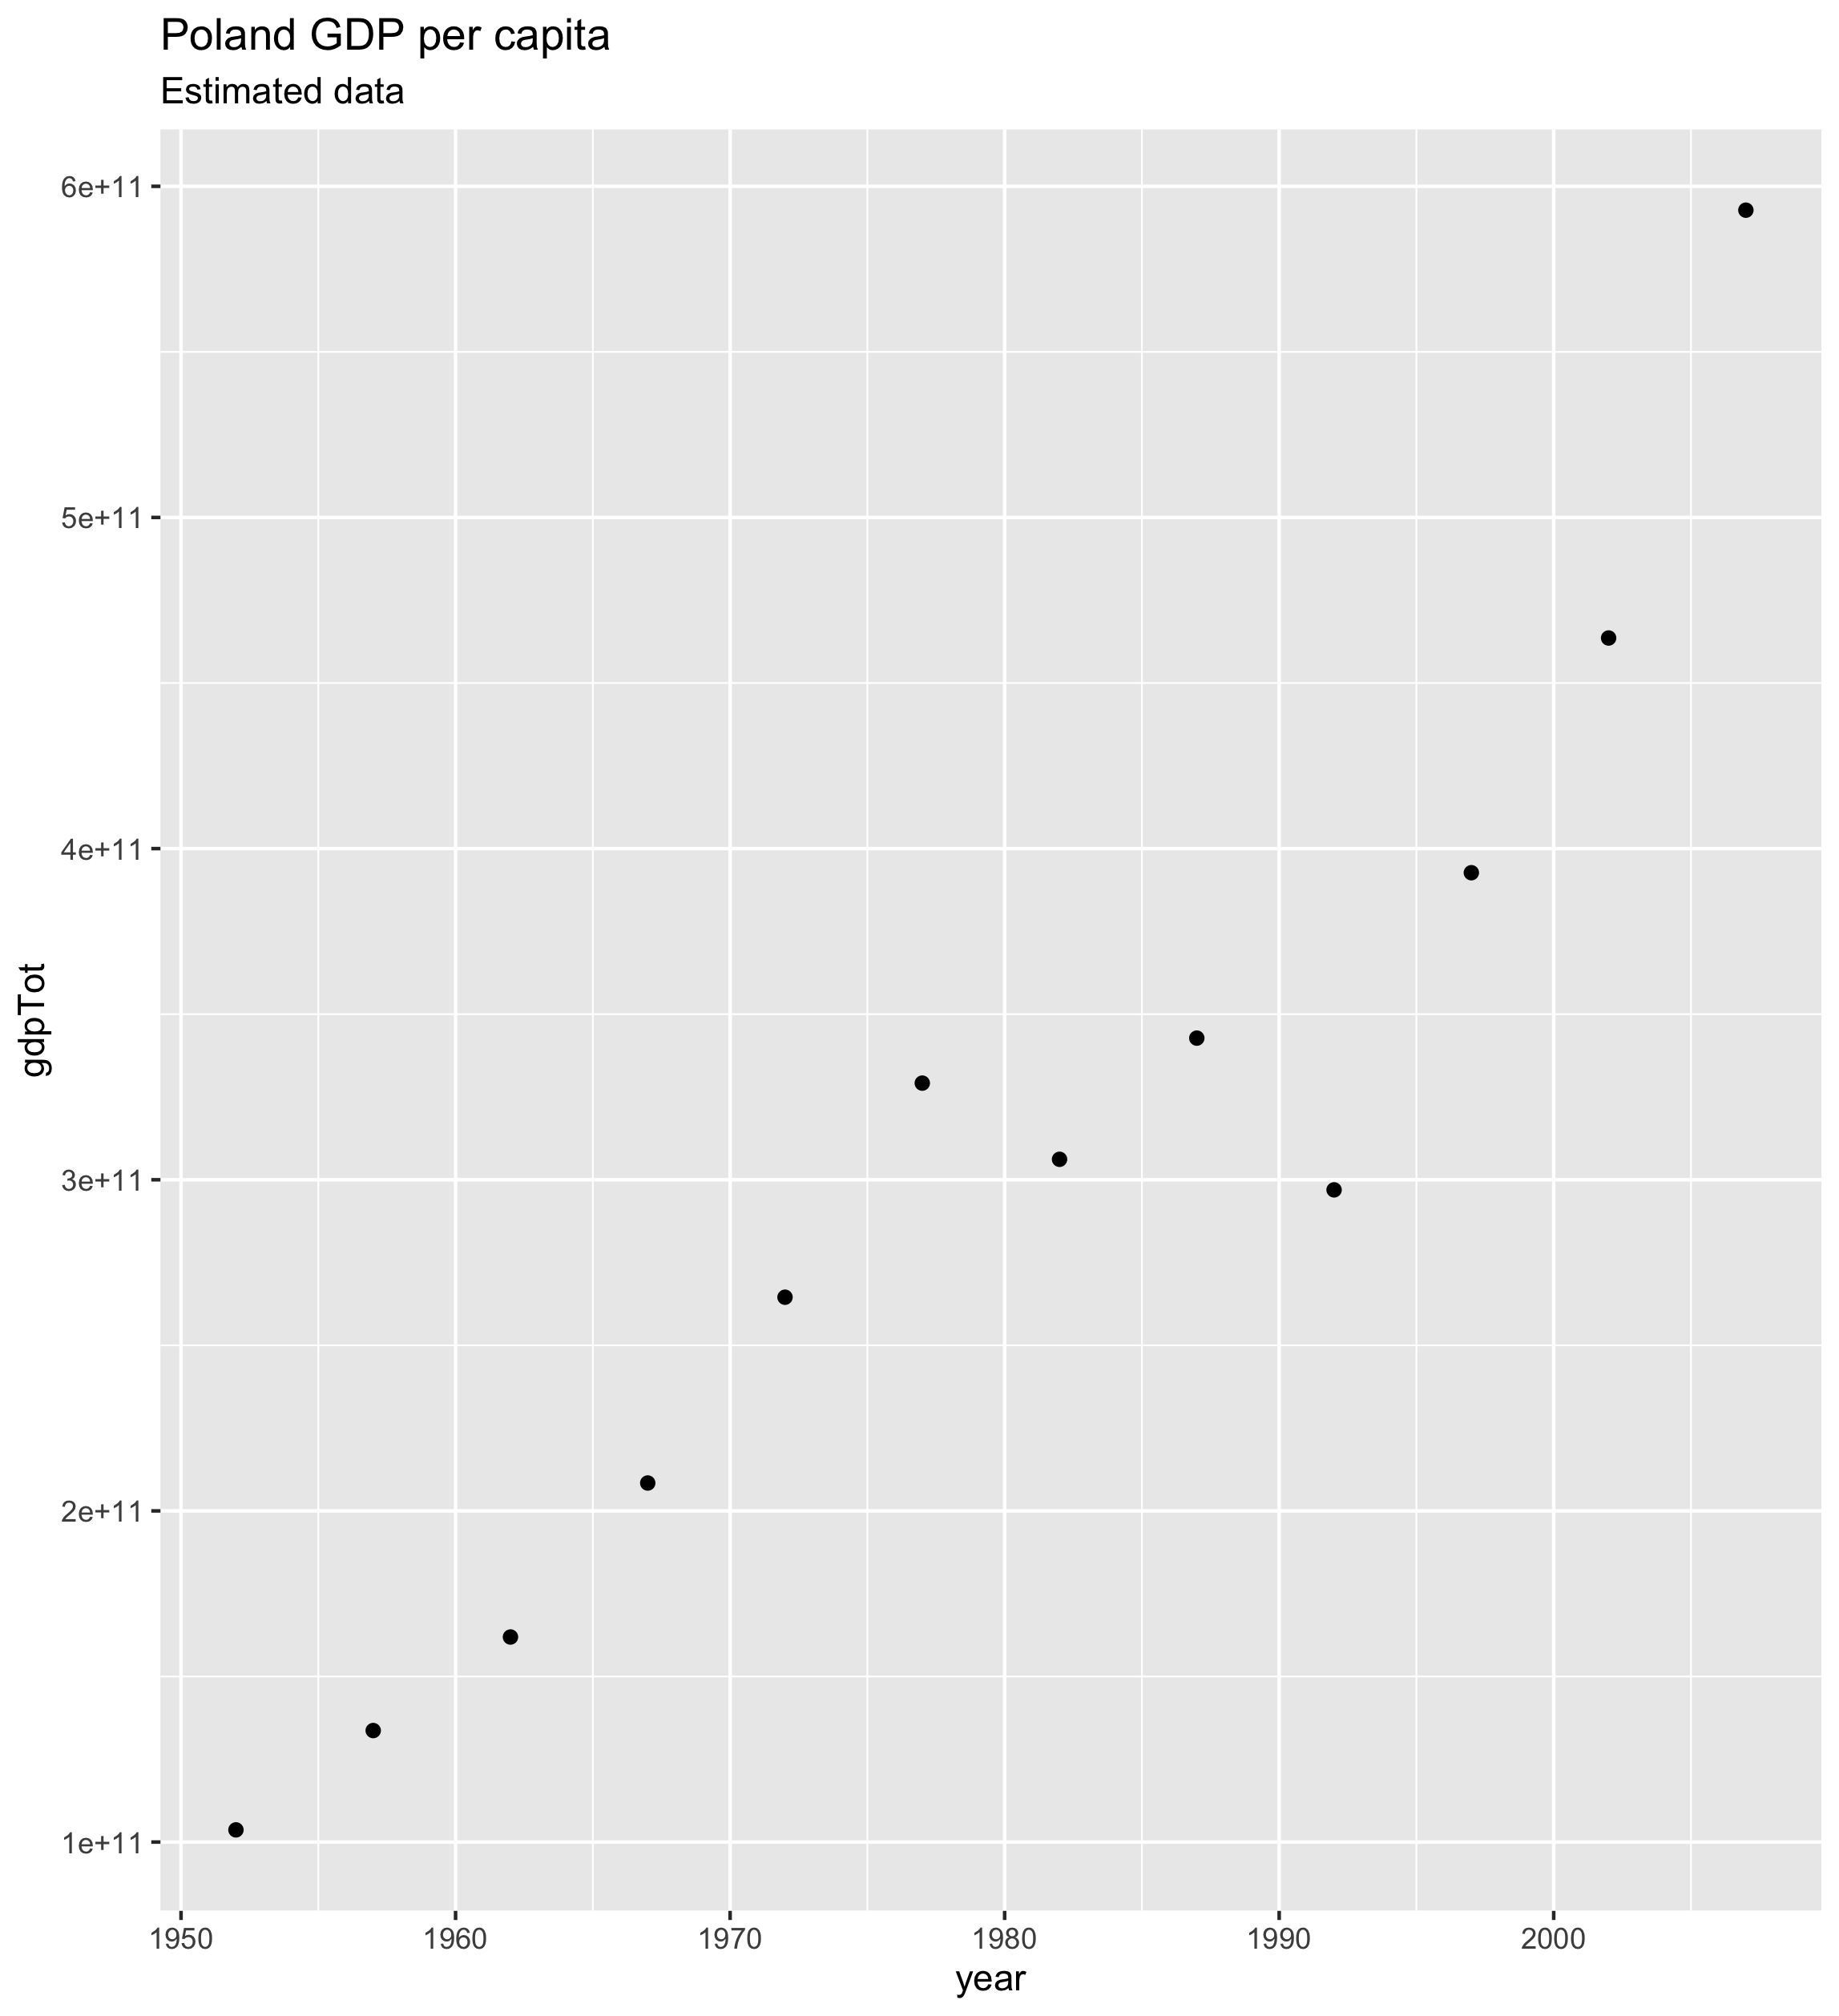 Poland GDP per capita
Estimated data
6e+11
5e+11
4e+11
3e+11
2e+11
1e+11
gdpTot
1950 1960 1970 1980 1990 2000
year